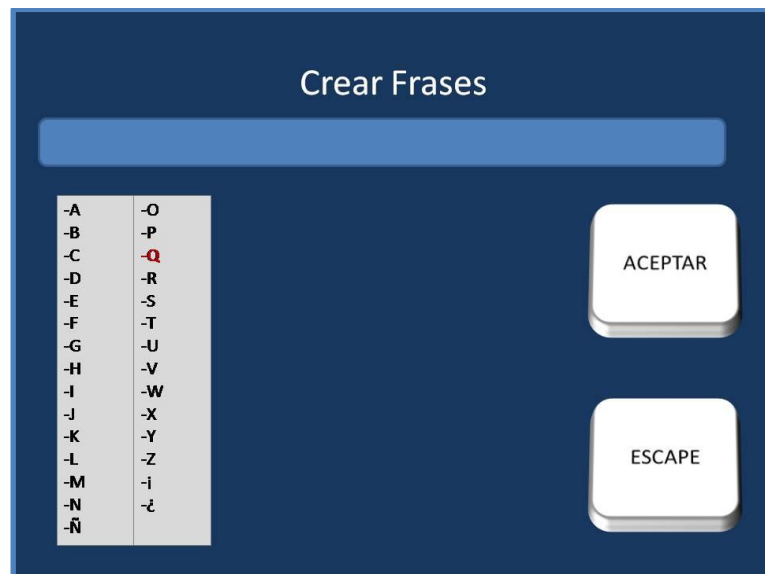 Crear Frases
-A
-B
-C
-D
-E
-F
-G
-H
-I
-J
-K
-L
-M
-N
-Ñ
-O
-P
-Q
-R
-S
-T
-U
-V
-W
-X
-Y
-Z
-¡
-¿
ACEPTAR
ESCAPE